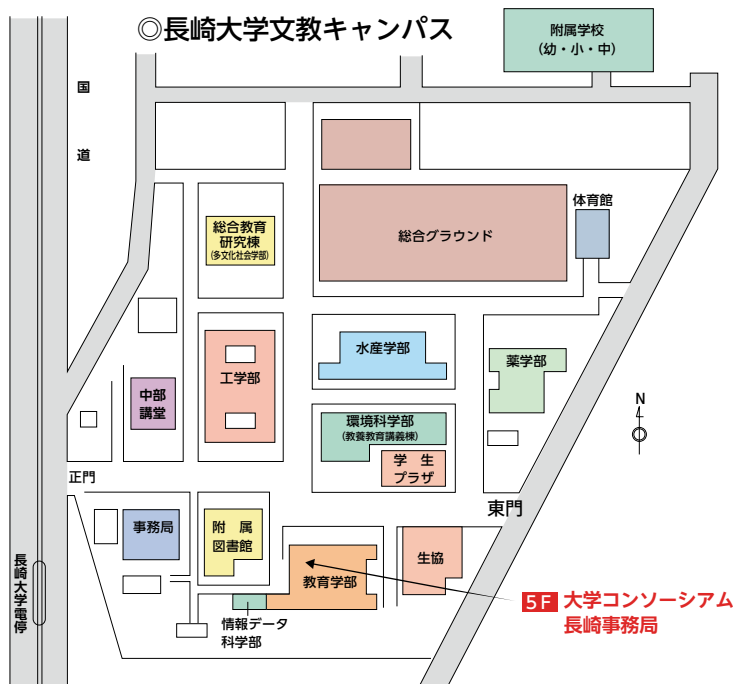 ◎長崎大学文教キャンパス
附属学校
(幼・小・中)
国
道
体育館
総合教育
研究棟
(多文化社会学部)
総合グラウンド
水産学部
薬学部
工学部
中部
講堂
N
環境科学部
(教養教育講義棟)
学 生
プラザ
正門
東門
事務局
附 属
図書館
生協
教育学部
長崎大学電停
5F 大学コンソーシアム
長崎事務局
情報データ
科学部